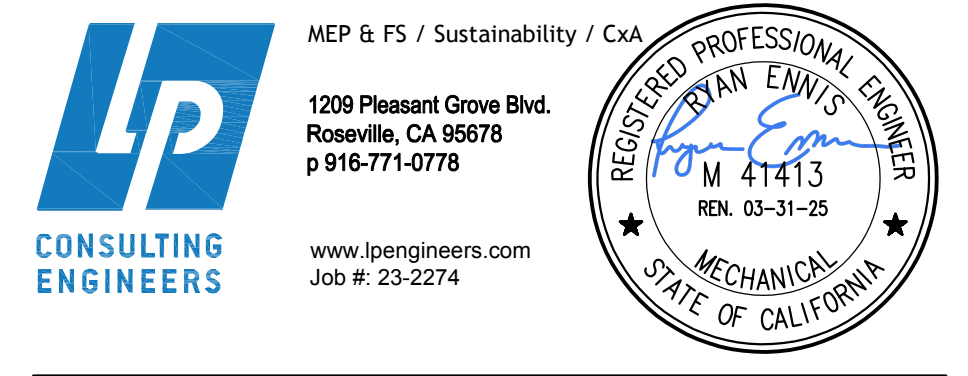 LP
CONSULTING
ENGINEERS
MEP & FS / Sustainability / CxA
1209 Pleasant Grove Blvd.
Roseville, CA 95678
p 916-771-0778
www.lpengineers.com
Job #: 23-2274
REGISTERED PROFESSIONAL ENGINEER
RYAN ENNIS
M 41413
REN. 03-31-25
MECHANICAL
STATE OF CALIFORNIA